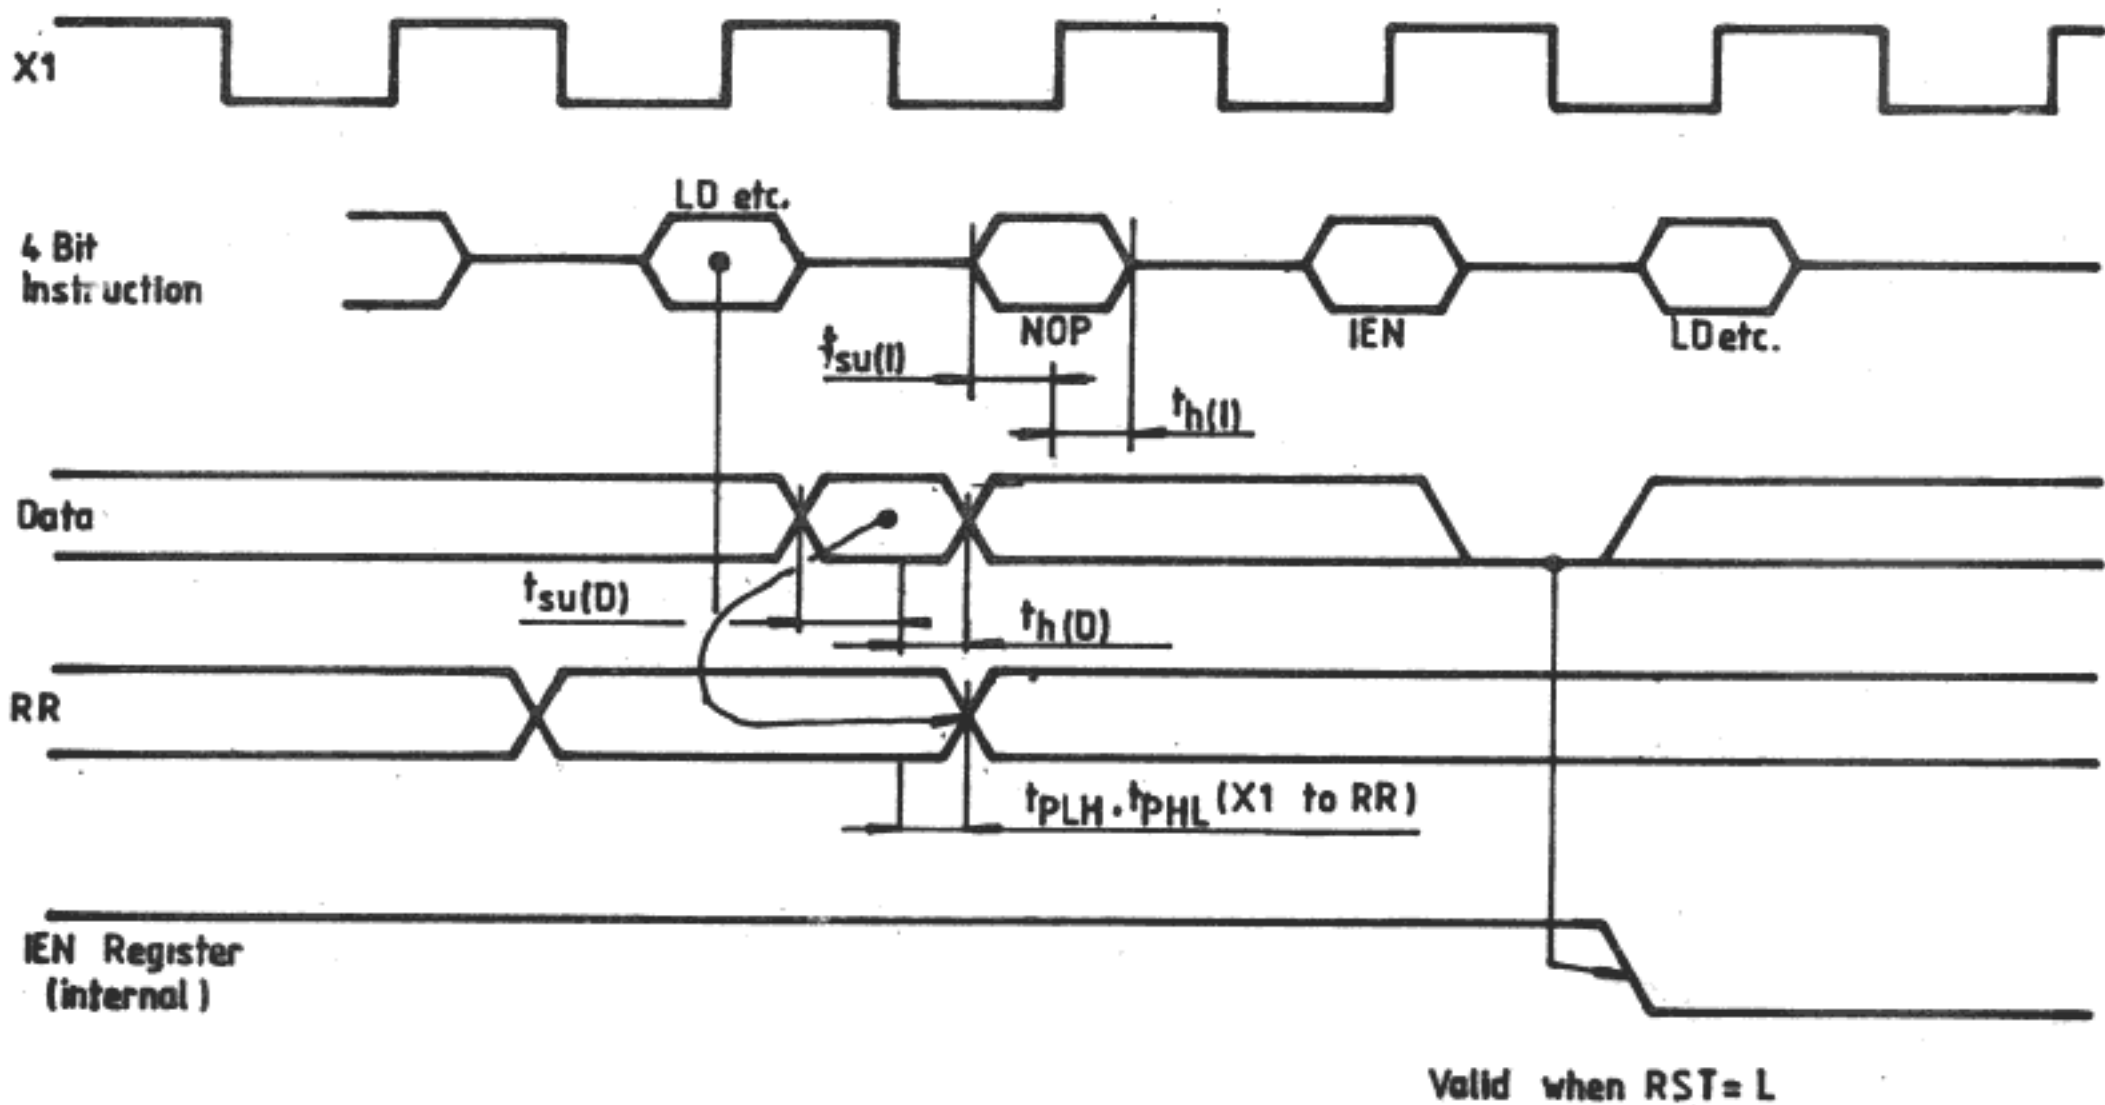 X1
LD etc.
4 Bit
Instruction
NOP
IEN
LD etc.
tsu(I)
th(I)
Data
tsu(D)
th(D)
RR
tPLH. tPHL (X1 to RR)
IEN Register
(internal)
Valid when RST= L